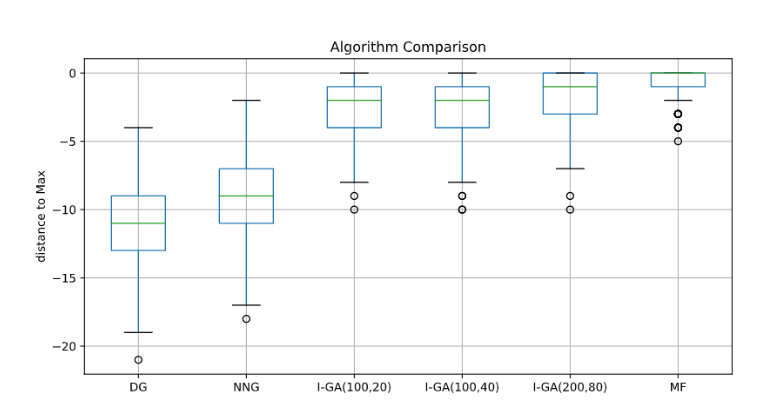 Algorithm Comparison
distance to Max
0
−5
−10
−15
−20
DG NNG I-GA(100,20) I-GA(100,40) I-GA(200,80) MF